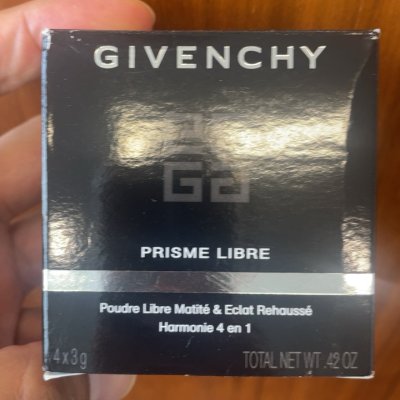 GIVENCHY
PRISME LIBRE
Poudre Libre Matité & Eclat Rehaussé
Harmonie 4 en 1
4 x 3 g
TOTAL NET WT .42 OZ